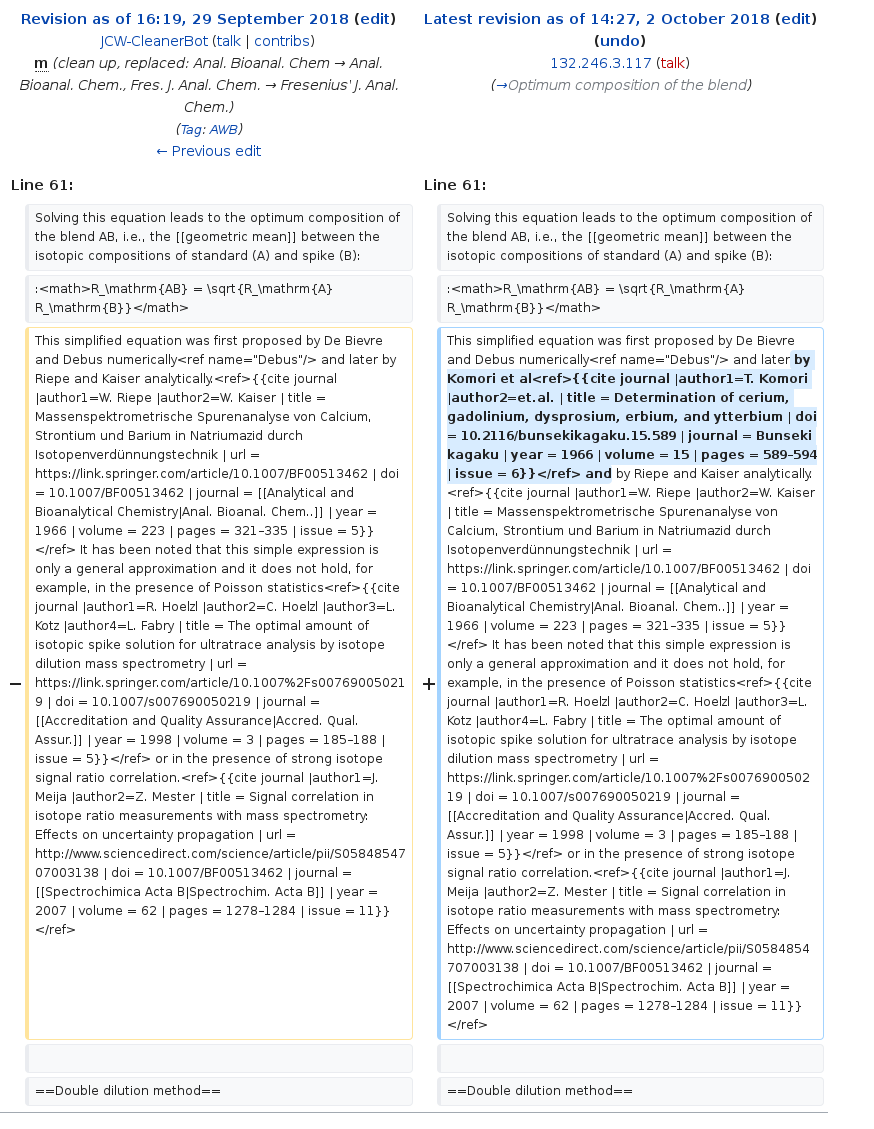 Revision as of 16:19, 29 September 2018 (edit)
JCW-CleanerBot (talk | contribs)
m (clean up, replaced: Anal. Bioanal. Chem → Anal.
Bioanal. Chem., Fres. J. Anal. Chem. → Fresenius' J. Anal.
Chem.)
(Tag: AWB)
← Previous edit
Latest revision as of 14:27, 2 October 2018 (edit)
(undo)
132.246.3.117 (talk)
(→Optimum composition of the blend)
Line 61:
Solving this equation leads to the optimum composition of
the blend AB, i.e., the [[geometric mean]] between the
isotopic compositions of standard (A) and spike (B):
:<math>R_\mathrm{AB} = \sqrt{R_\mathrm{A}
R_\mathrm{B}}</math>
−
This simplified equation was first proposed by De Bievre
and Debus numerically<ref name="Debus"/> and later by
Riepe and Kaiser analytically.<ref>{{cite journal
|author1=W. Riepe |author2=W. Kaiser | title =
Massenspektrometrische Spurenanalyse von Calcium,
Strontium und Barium in Natriumazid durch
Isotopenverdünnungstechnik | url =
https://link.springer.com/article/10.1007/BF00513462 | doi
= 10.1007/BF00513462 | journal = [[Analytical and
Bioanalytical Chemistry|Anal. Bioanal. Chem..]] | year =
1966 | volume = 223 | pages = 321–335 | issue = 5}}
</ref> It has been noted that this simple expression is
only a general approximation and it does not hold, for
example, in the presence of Poisson statistics<ref>{{cite
journal |author1=R. Hoelzl |author2=C. Hoelzl |author3=L.
Kotz |author4=L. Fabry | title = The optimal amount of
isotopic spike solution for ultratrace analysis by isotope
dilution mass spectrometry | url =
https://link.springer.com/article/10.1007%2Fs00769005021
9 | doi = 10.1007/s007690050219 | journal =
[[Accreditation and Quality Assurance|Accred. Qual.
Assur.]] | year = 1998 | volume = 3 | pages = 185–188 |
issue = 5}}</ref> or in the presence of strong isotope
signal ratio correlation.<ref>{{cite journal |author1=J.
Meija |author2=Z. Mester | title = Signal correlation in
isotope ratio measurements with mass spectrometry:
Effects on uncertainty propagation | url =
http://www.sciencedirect.com/science/article/pii/S05848547
07003138 | doi = 10.1007/BF00513462 | journal =
[[Spectrochimica Acta B|Spectrochim. Acta B]] | year =
2007 | volume = 62 | pages = 1278–1284 | issue = 11}}
</ref>
==Double dilution method==
Line 61:
Solving this equation leads to the optimum composition of
the blend AB, i.e., the [[geometric mean]] between the
isotopic compositions of standard (A) and spike (B):
:<math>R_\mathrm{AB} = \sqrt{R_\mathrm{A}
R_\mathrm{B}}</math>
+
This simplified equation was first proposed by De Bievre
and Debus numerically<ref name="Debus"/> and later by
Komori et al<ref>{{cite journal |author1=T. Komori
|author2=et.al. | title = Determination of cerium,
gadolinium, dysprosium, erbium, and ytterbium | doi
= 10.2116/bunsekikagaku.15.589 | journal = Bunseki
kagaku | year = 1966 | volume = 15 | pages = 589–594
| issue = 6}}</ref> and by Riepe and Kaiser analytically.
<ref>{{cite journal |author1=W. Riepe |author2=W. Kaiser
| title = Massenspektrometrische Spurenanalyse von
Calcium, Strontium und Barium in Natriumazid durch
Isotopenverdünnungstechnik | url =
https://link.springer.com/article/10.1007/BF00513462 | doi
= 10.1007/BF00513462 | journal = [[Analytical and
Bioanalytical Chemistry|Anal. Bioanal. Chem..]] | year =
1966 | volume = 223 | pages = 321–335 | issue = 5}}
</ref> It has been noted that this simple expression is
only a general approximation and it does not hold, for
example, in the presence of Poisson statistics<ref>{{cite
journal |author1=R. Hoelzl |author2=C. Hoelzl |author3=L.
Kotz |author4=L. Fabry | title = The optimal amount of
isotopic spike solution for ultratrace analysis by isotope
dilution mass spectrometry | url =
https://link.springer.com/article/10.1007%2Fs0076900502
19 | doi = 10.1007/s007690050219 | journal =
[[Accreditation and Quality Assurance|Accred. Qual.
Assur.]] | year = 1998 | volume = 3 | pages = 185–188 |
issue = 5}}</ref> or in the presence of strong isotope
signal ratio correlation.<ref>{{cite journal |author1=J.
Meija |author2=Z. Mester | title = Signal correlation in
isotope ratio measurements with mass spectrometry:
Effects on uncertainty propagation | url =
http://www.sciencedirect.com/science/article/pii/S0584854
707003138 | doi = 10.1007/BF00513462 | journal =
[[Spectrochimica Acta B|Spectrochim. Acta B]] | year =
2007 | volume = 62 | pages = 1278–1284 | issue = 11}}
</ref>
==Double dilution method==